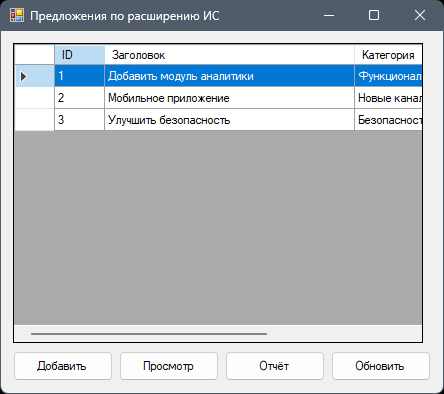 Предложения по расширению ИС
ID Заголовок Категория
1 Добавить модуль аналитики Функционал
2 Мобильное приложение Новые канал
3 Улучшить безопасность Безопасност
Добавить Просмотр Отчёт Обновить